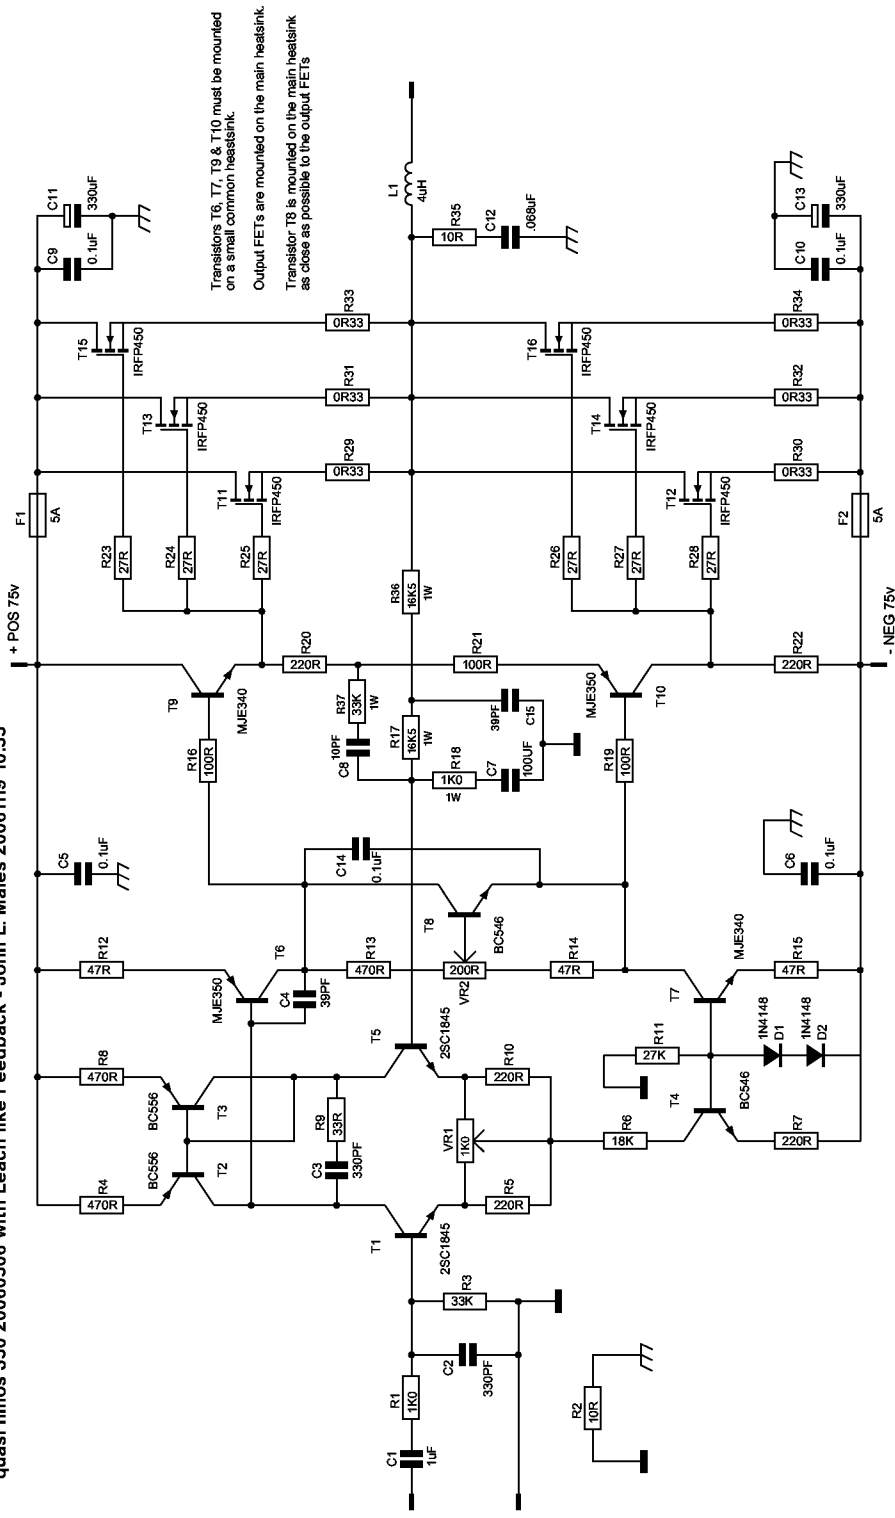 quasi nmos with Leach like Feedback - John L. Males
+ POS 75v
F1
5A
C11
330uF
C9
0.1uF
C5
0.1uF
R4
470R
R8
470R
R12
47R
BC556
T2
BC556
T3
MJE350
T6
T9
MJE340
R16
100R
R23
27R
R24
27R
R25
27R
T15
IRFP450
T13
IRFP450
T11
IRFP450
Transistors T6, T7, T9 & T10 must be mounted
on a small common heastsink.
Output FETs are mounted on the main heatsink.
Transistor T8 is mounted on the main heatsink
as close as possible to the output FETs
C3
330PF
R9
33R
C4
39PF
R13
470R
C14
0.1uF
C8
10PF
R37
33K
1W
R20
220R
R29
0R33
R31
0R33
R33
0R33
C1
1uF
R1
1K0
T1
2SC1845
T5
2SC1845
T8
BC546
VR2
200R
R17
16K5
1W
R36
16K5
1W
L1
4uH
C2
330PF
R3
33K
VR1
1K0
R5
220R
R10
220R
R14
47R
R18
1K0
1W
C7
100UF
39PF
C15
R21
100R
R35
10R
C12
.068uF
R2
10R
R6
18K
R11
27K
T4
BC546
T7
MJE340
R19
100R
MJE350
T10
R26
27R
R27
27R
R28
27R
T16
IRFP450
T14
IRFP450
T12
IRFP450
1N4148
D1
1N4148
D2
R7
220R
R15
47R
C6
0.1uF
R22
220R
R30
0R33
R32
0R33
R34
0R33
C10
0.1uF
C13
330uF
F2
5A
- NEG 75v